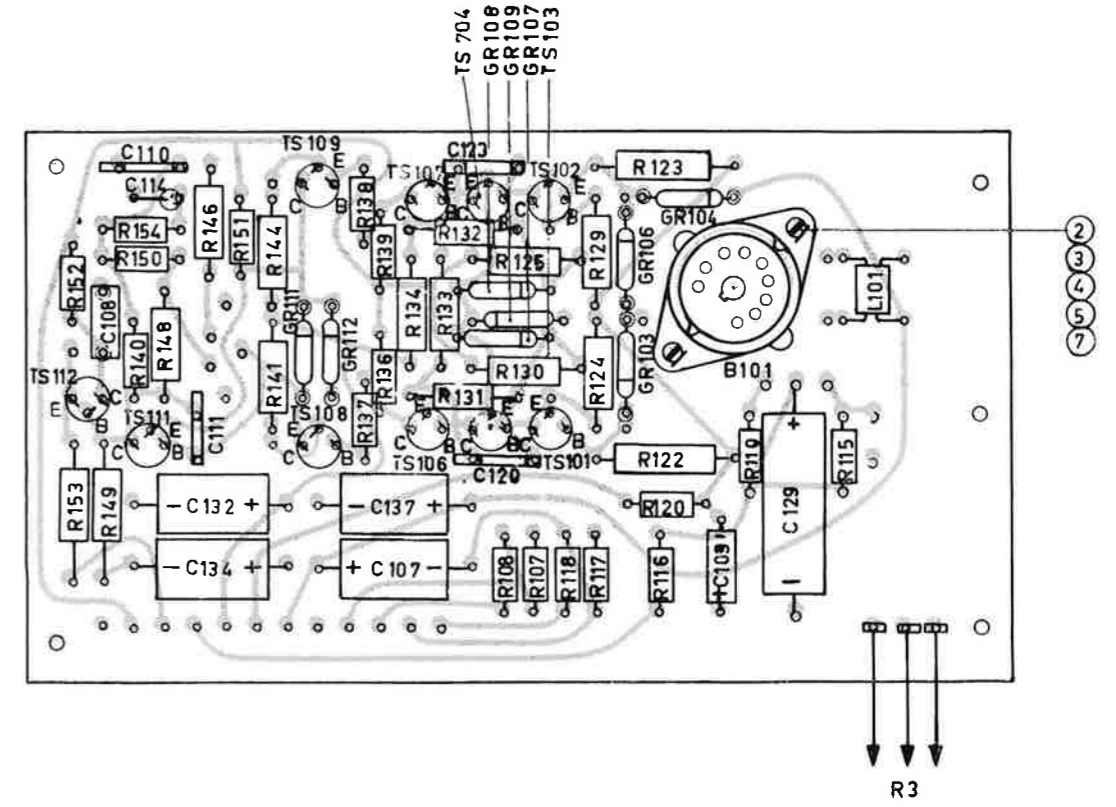 TS 704
GR108
GR109
GR107
TS103
C110
TS109
E
C
B
C123
TS107
E
C
B
E
C
TS102
E
C
B
R123
C114
R146
R138
GR104
R154
R151
R144
R132
R129
GR106
2
R150
R139
R125
3
R152
L101
4
C108
R148
GR111
GR112
R134
R133
5
R140
R141
R136
R130
R124
GR103
7
B101
TS112
E
C
B
R131
TS111
E
C
B
C111
TS108
E
C
B
R137
E
C
B
TS106
E
C
C120
E
C
B
TS101
R122
R119
+
C129
-
R115
R153
R149
- C132 +
- C137 +
R120
- C134 +
+ C107 -
R108
R107
R118
R117
R116
+C109
R3